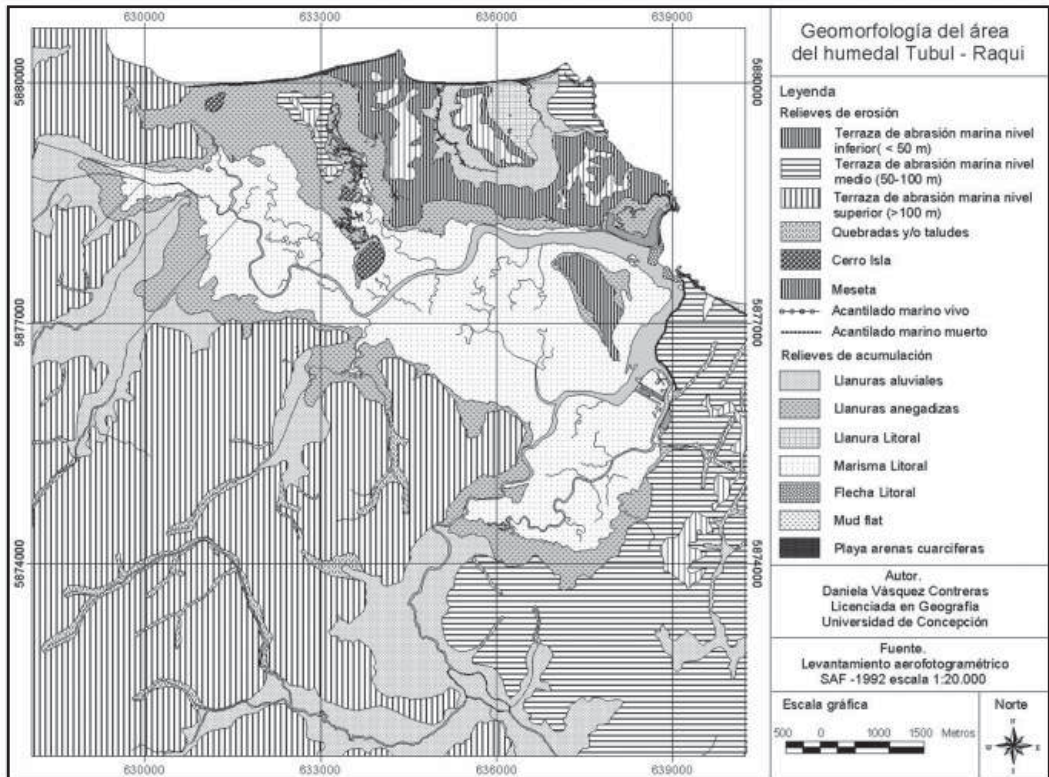 630000
633000
636000
639000
5880000
5877000
5874000
5880000
5877000
5874000
630000
633000
636000
639000
Geomorfología del área
del humedal Tubul - Raqui
Leyenda
Relieves de erosión
Terraza de abrasión marina nivel
inferior( < 50 m)
Terraza de abrasión marina nivel
medio (50-100 m)
Terraza de abrasión marina nivel
superior (>100 m)
Quebradas y/o taludes
Cerro Isla
Meseta
Acantilado marino vivo
Acantilado marino muerto
Relieves de acumulación
Llanuras aluviales
Llanuras anegadizas
Llanura Litoral
Marisma Litoral
Flecha Litoral
Mud flat
Playa arenas cuarcíferas
Autor.
Daniela Vásquez Contreras
Licenciada en Geografía
Universidad de Concepción
Fuente.
Levantamiento aerofotogramétrico
SAF -1992 escala 1:20.000
Escala gráfica
500 0 1000 1500 Metros
Norte
N
W E
S